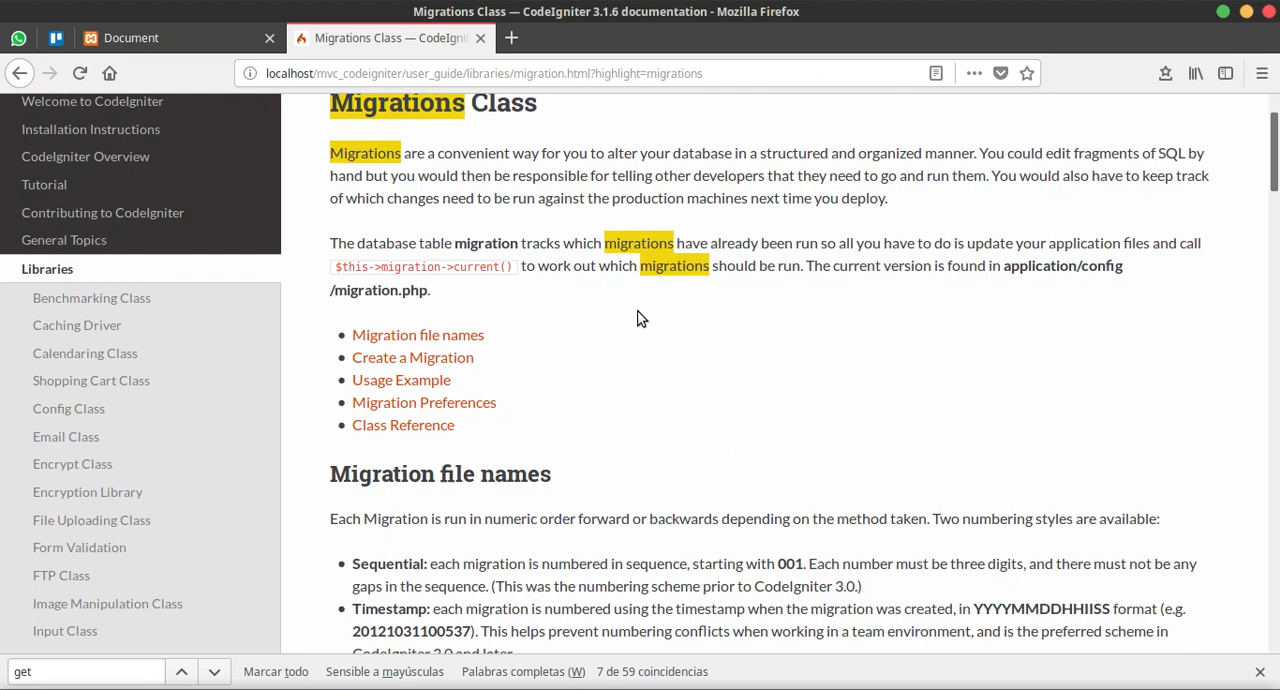 Migrations Class — CodeIgniter 3.1.6 documentation - Mozilla Firefox
Document
Migrations Class — CodeIgnit
localhost/mvc_codeigniter/user_guide/libraries/migration.html?highlight=migrations
Welcome to CodeIgniter
Installation Instructions
CodeIgniter Overview
Tutorial
Contributing to CodeIgniter
General Topics
Libraries
Benchmarking Class
Caching Driver
Calendaring Class
Shopping Cart Class
Config Class
Email Class
Encrypt Class
Encryption Library
File Uploading Class
Form Validation
FTP Class
Image Manipulation Class
Input Class
Migrations Class
Migrations are a convenient way for you to alter your database in a structured and organized manner. You could edit fragments of SQL by
hand but you would then be responsible for telling other developers that they need to go and run them. You would also have to keep track
of which changes need to be run against the production machines next time you deploy.
The database table migration tracks which migrations have already been run so all you have to do is update your application files and call
$this->migration->current() to work out which migrations should be run. The current version is found in application/config
/migration.php.
Migration file names
Create a Migration
Usage Example
Migration Preferences
Class Reference
Migration file names
Each Migration is run in numeric order forward or backwards depending on the method taken. Two numbering styles are available:
Sequential: each migration is numbered in sequence, starting with 001. Each number must be three digits, and there must not be any
gaps in the sequence. (This was the numbering scheme prior to CodeIgniter 3.0.)
Timestamp: each migration is numbered using the timestamp when the migration was created, in YYYYMMDDHHIISS format (e.g.
20121031100537). This helps prevent numbering conflicts when working in a team environment, and is the preferred scheme in
CodeIgniter 3.0 and later.
get
Marcar todo
Sensible a mayúsculas
Palabras completas (W)
7 de 59 coincidencias